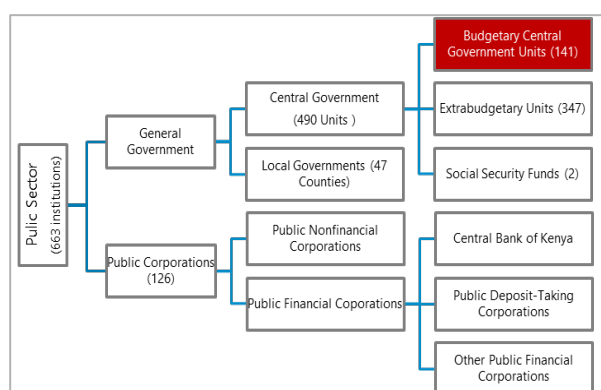 Pulic Sector
(663 institutions)
General
Government
Public Corporations
(126)
Central Government
(490 Units )
Local Governments (47
Counties)
Public Nonfinancial
Corporations
Public Financial Coporations
Budgetary Central
Government Units (141)
Extrabudgetary Units (347)
Social Security Funds (2)
Central Bank of Kenya
Public Deposit-Taking
Corporations
Other Public Financial
Corporations